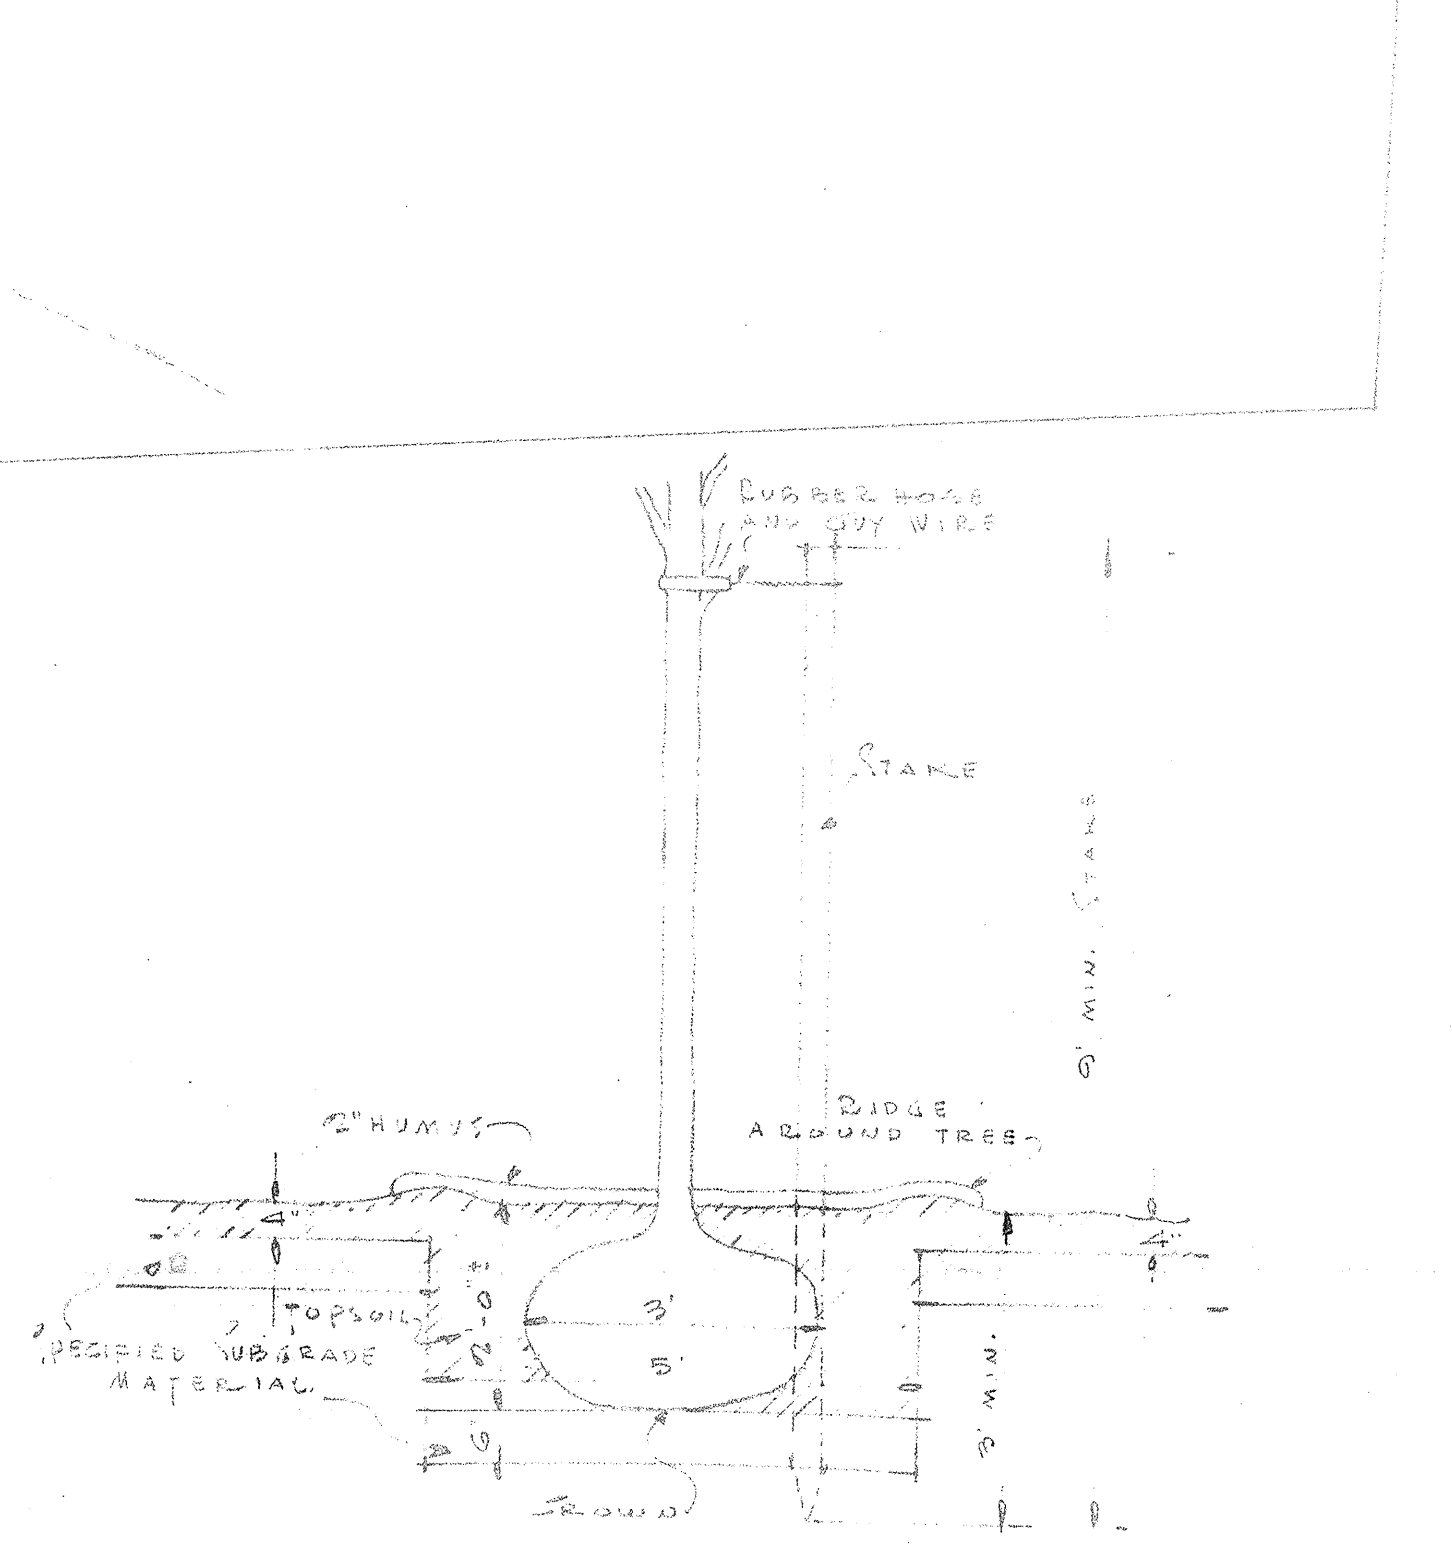 RUBBER HOSE
AND GUY WIRE
STAKE
MIN. STAKE
2" HUMUS
RIDGE
AROUND TREE
4"
4"
TOPSOIL
2'-0"±
3'
5'
SPECIFIED SUBGRADE
MATERIAL
3' MIN.
6"